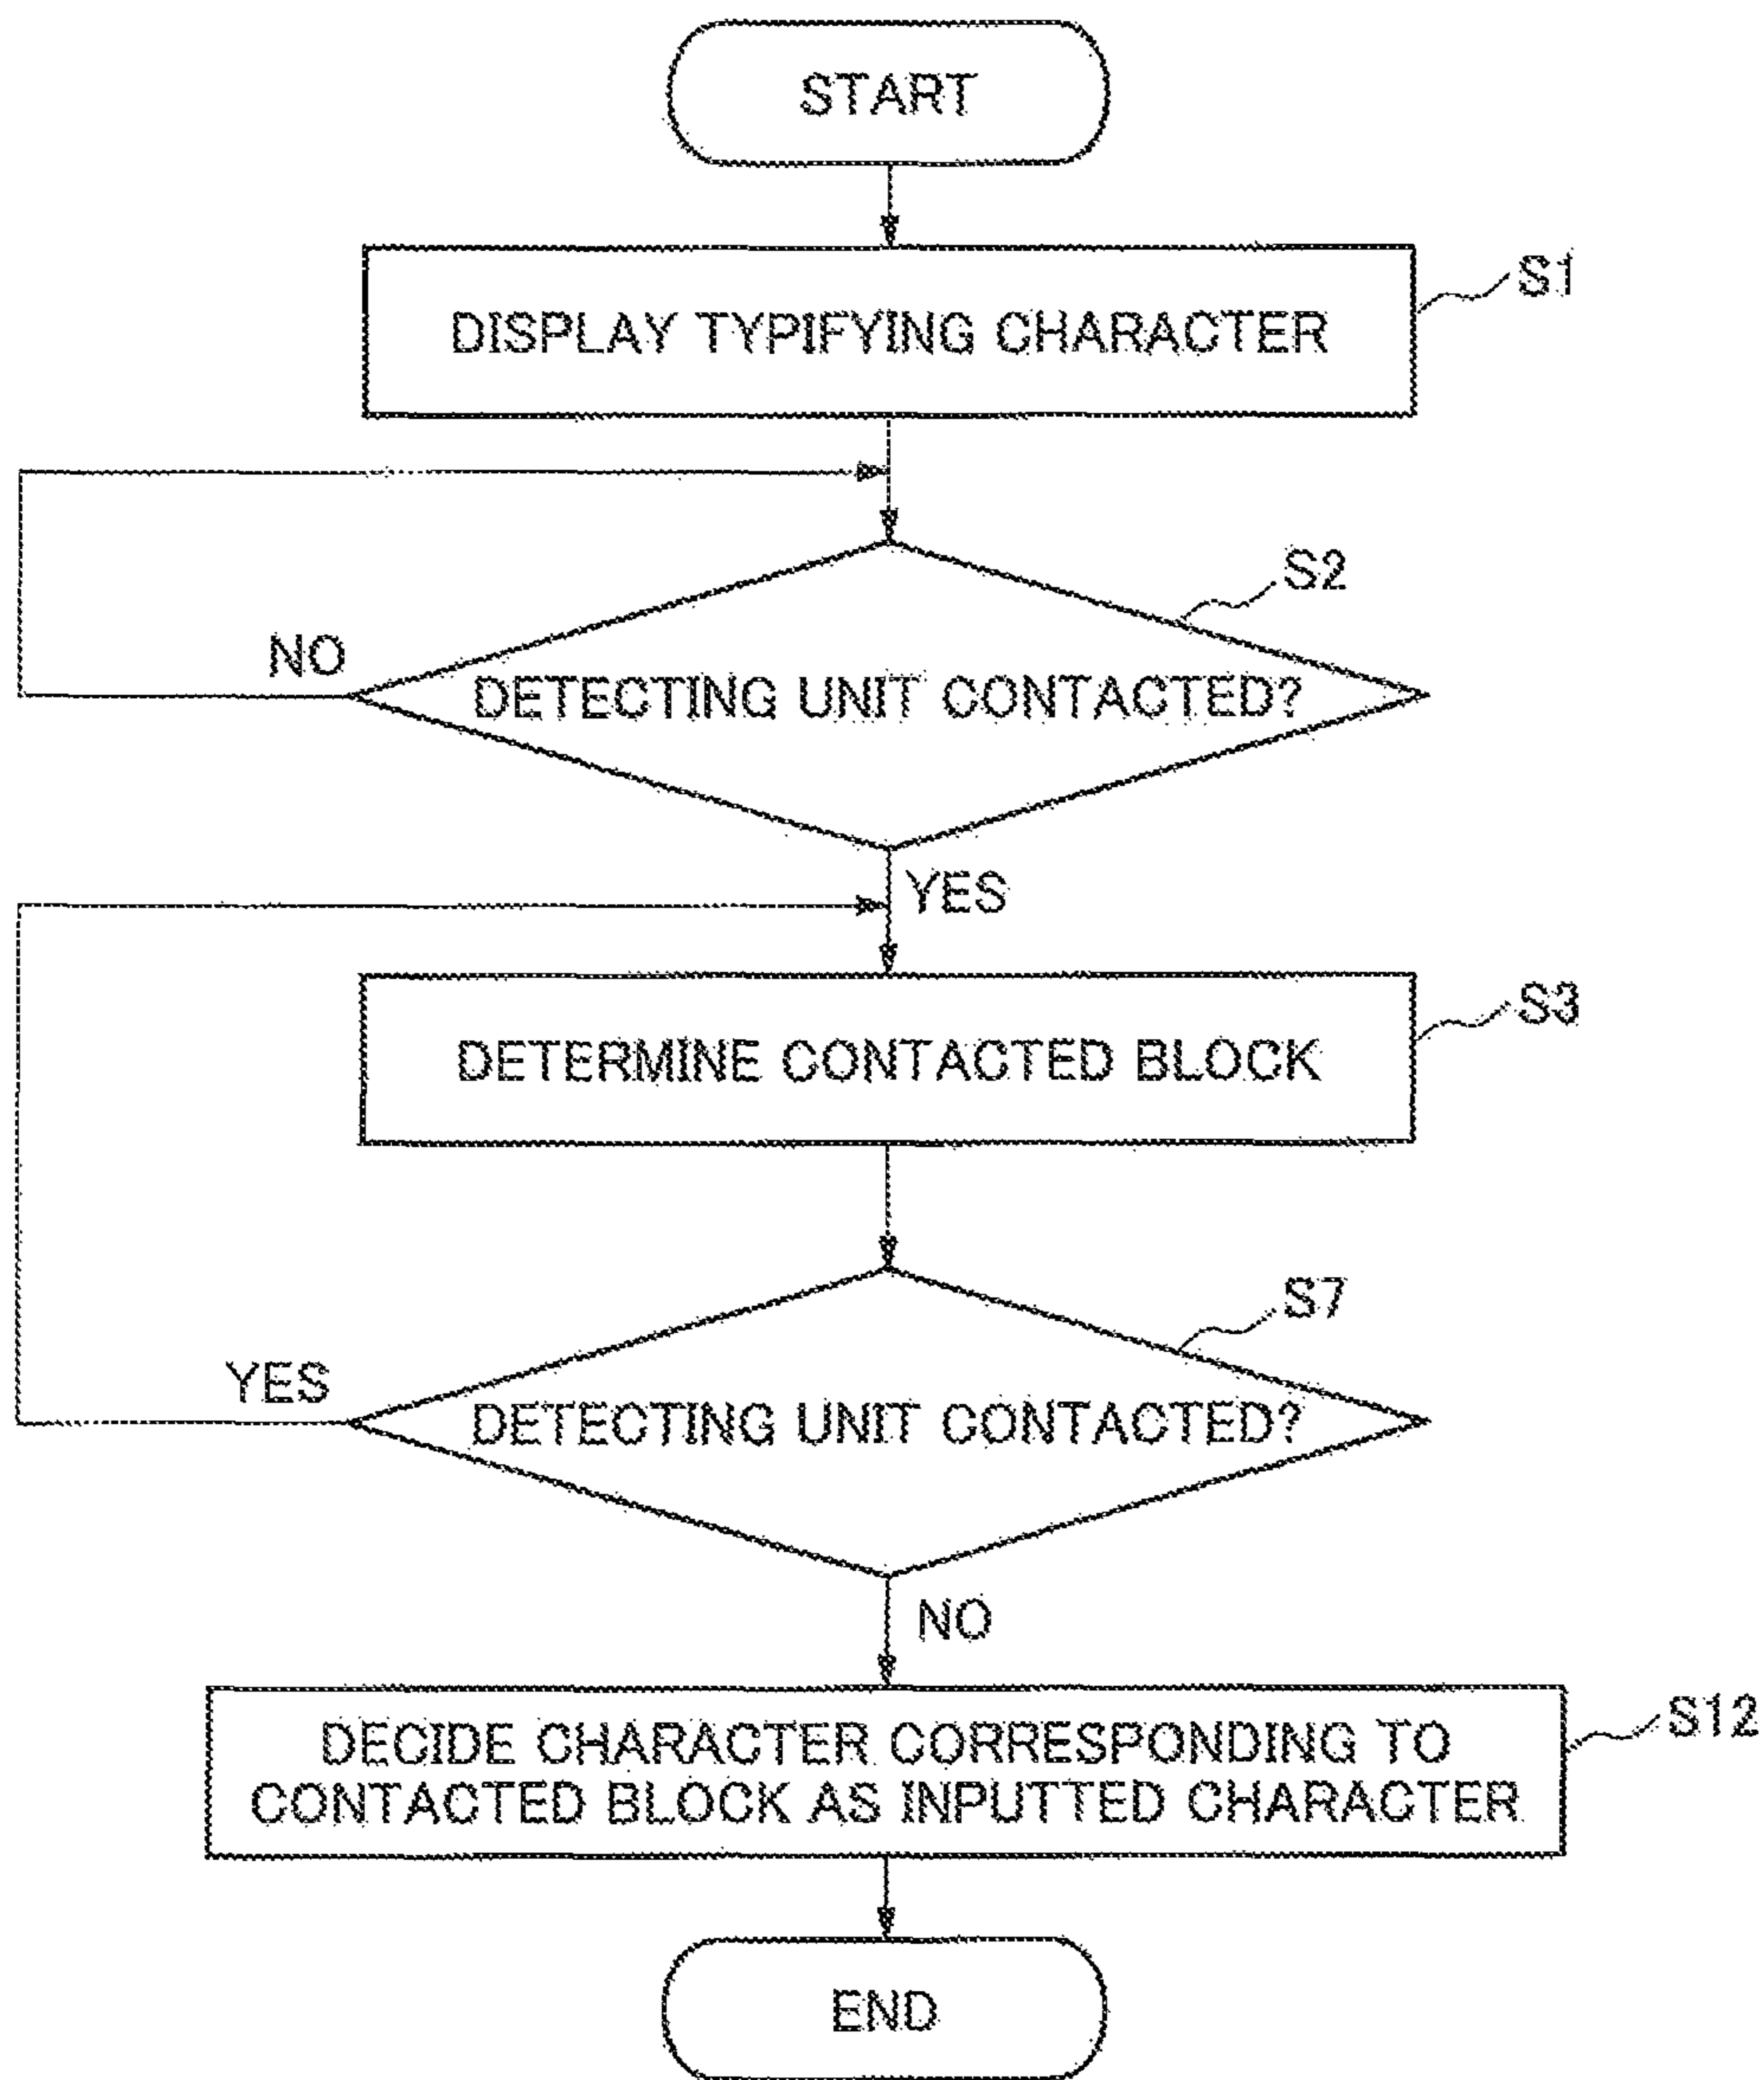 START
DISPLAY TYPIFYING CHARACTER
S1
S2
NO
DETECTING UNIT CONTACTED?
YES
DETERMINE CONTACTED BLOCK
S3
S7
YES
DETECTING UNIT CONTACTED?
NO
DECIDE CHARACTER CORRESPONDING TO
CONTACTED BLOCK AS INPUTTED CHARACTER
S12
END